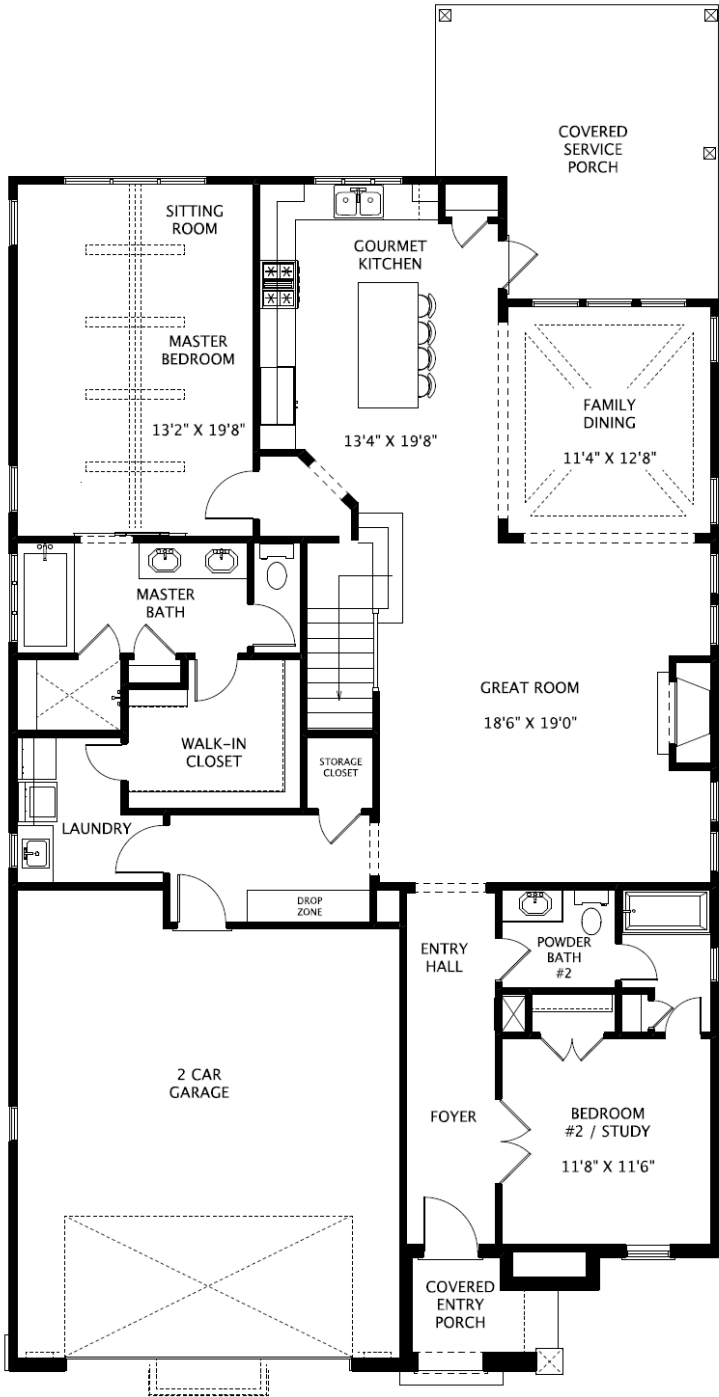 COVERED
SERVICE
PORCH
SITTING
ROOM
GOURMET
KITCHEN
MASTER
BEDROOM
13'2" X 19'8"
13'4" X 19'8"
FAMILY
DINING
11'4" X 12'8"
MASTER
BATH
GREAT ROOM
18'6" X 19'0"
WALK-IN
CLOSET
STORAGE
CLOSET
LAUNDRY
DROP
ZONE
ENTRY
HALL
POWDER
BATH
#2
2 CAR
GARAGE
FOYER
BEDROOM
#2 / STUDY
11'8" X 11'6"
COVERED
ENTRY
PORCH